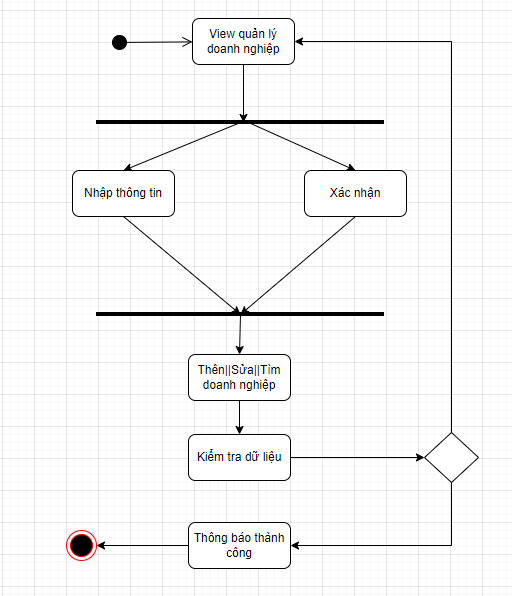 View quản lý
doanh nghiệp
Nhập thông tin
Xác nhận
Thên||Sửa||Tìm
doanh nghiệp
Kiểm tra dữ liệu
Thông báo thành
công